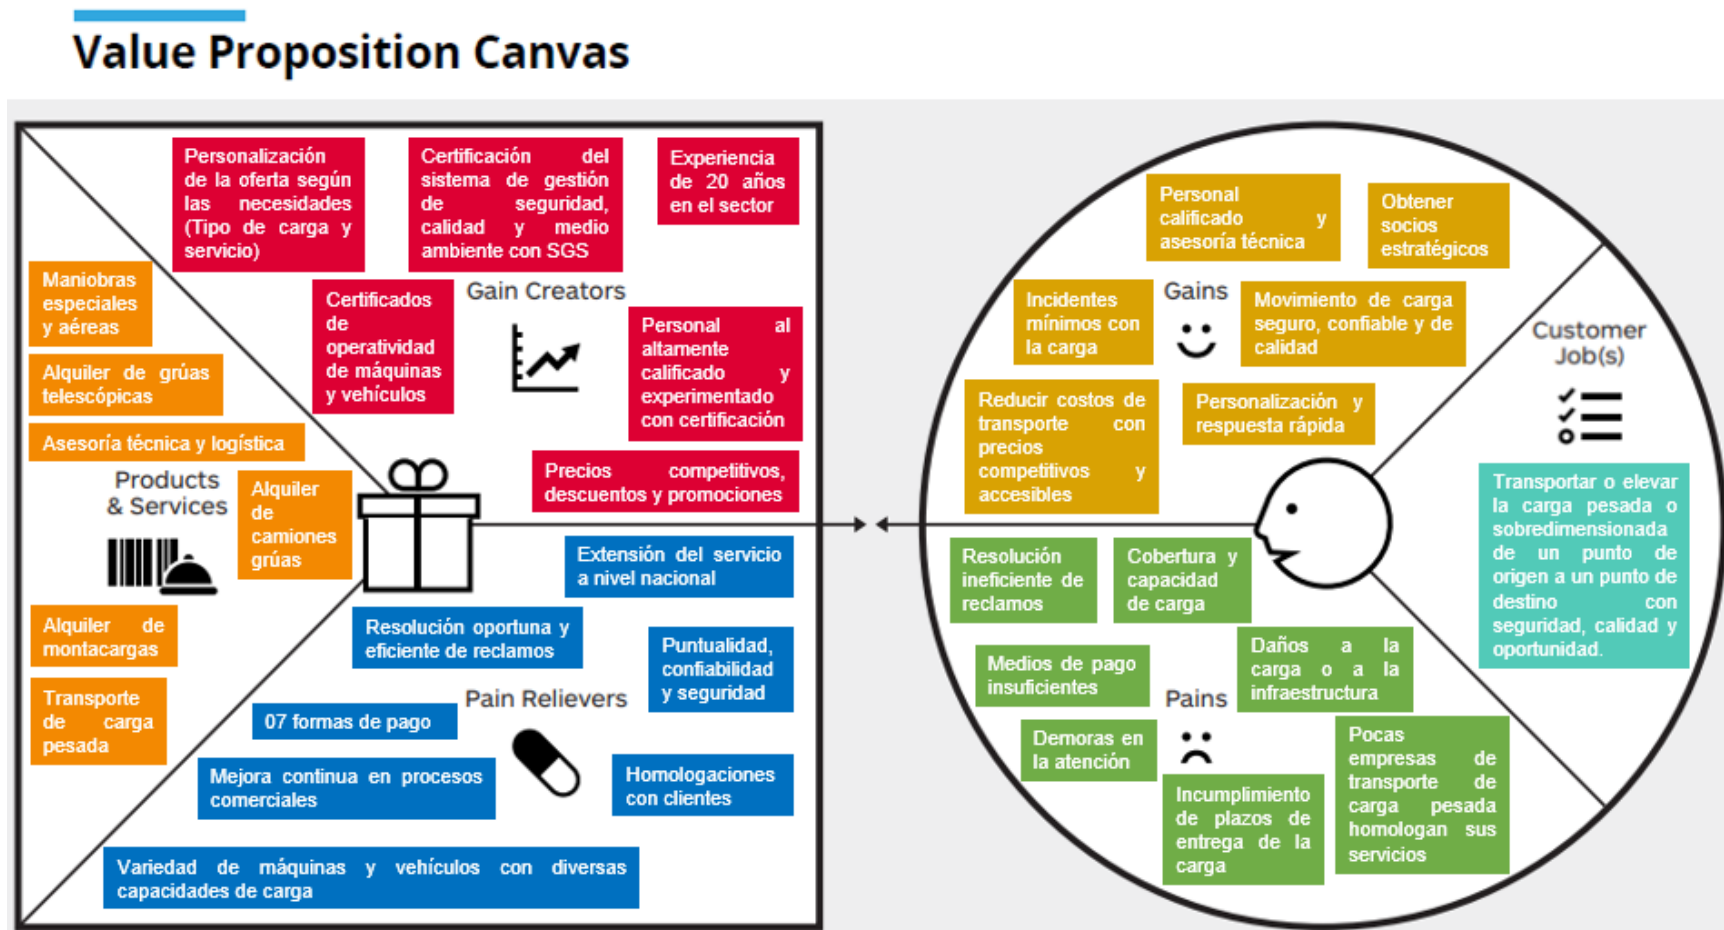 Value Proposition Canvas
Personalización
de la oferta según
las necesidades
(Tipo de carga y
servicio)
Certificación del
sistema de gestión
de seguridad,
calidad y medio
ambiente con SGS
Experiencia
de 20 años
en el sector
Gain Creators
Certificados
de
operatividad
de máquinas
y vehículos
Personal al
altamente
calificado y
experimentado
con certificación
Precios competitivos,
descuentos y promociones
Maniobras
especiales
y aéreas
Alquiler de grúas
telescópicas
Asesoría técnica y logística
Products
& Services
Alquiler
de
camiones
grúas
Alquiler de
montacargas
Transporte
de carga
pesada
Extensión del servicio
a nivel nacional
Resolución oportuna y
eficiente de reclamos
Puntualidad,
confiabilidad
y seguridad
Pain Relievers
07 formas de pago
Mejora continua en procesos
comerciales
Homologaciones
con clientes
Variedad de máquinas y vehículos con diversas
capacidades de carga
Personal
calificado y
asesoría técnica
Obtener
socios
estratégicos
Gains
Incidentes
mínimos con
la carga
Movimiento de carga
seguro, confiable y de
calidad
Reducir costos de
transporte con
precios
competitivos y
accesibles
Personalización y
respuesta rápida
Customer
Job(s)
Transportar o elevar
la carga pesada o
sobredimensionada
de un punto de
origen a un punto de
destino con
seguridad, calidad y
oportunidad.
Resolución
ineficiente de
reclamos
Cobertura y
capacidad
de carga
Medios de pago
insuficientes
Daños a la
carga o a la
infraestructura
Pains
Demoras en
la atención
Incumplimiento
de plazos de
entrega de la
carga
Pocas
empresas de
transporte de
carga pesada
homologan sus
servicios